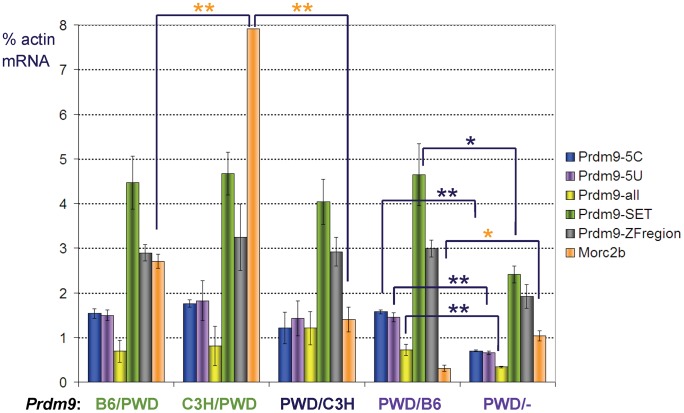 % actin
mRNA
8
7
6
5
4
3
2
1
0
** **
*
**
*
**
**
Prdm9-5C
Prdm9-5U
Prdm9-all
Prdm9-SET
Prdm9-ZFregion
Morc2b
Prdm9: B6/PWD C3H/PWD PWD/C3H PWD/B6 PWD/-